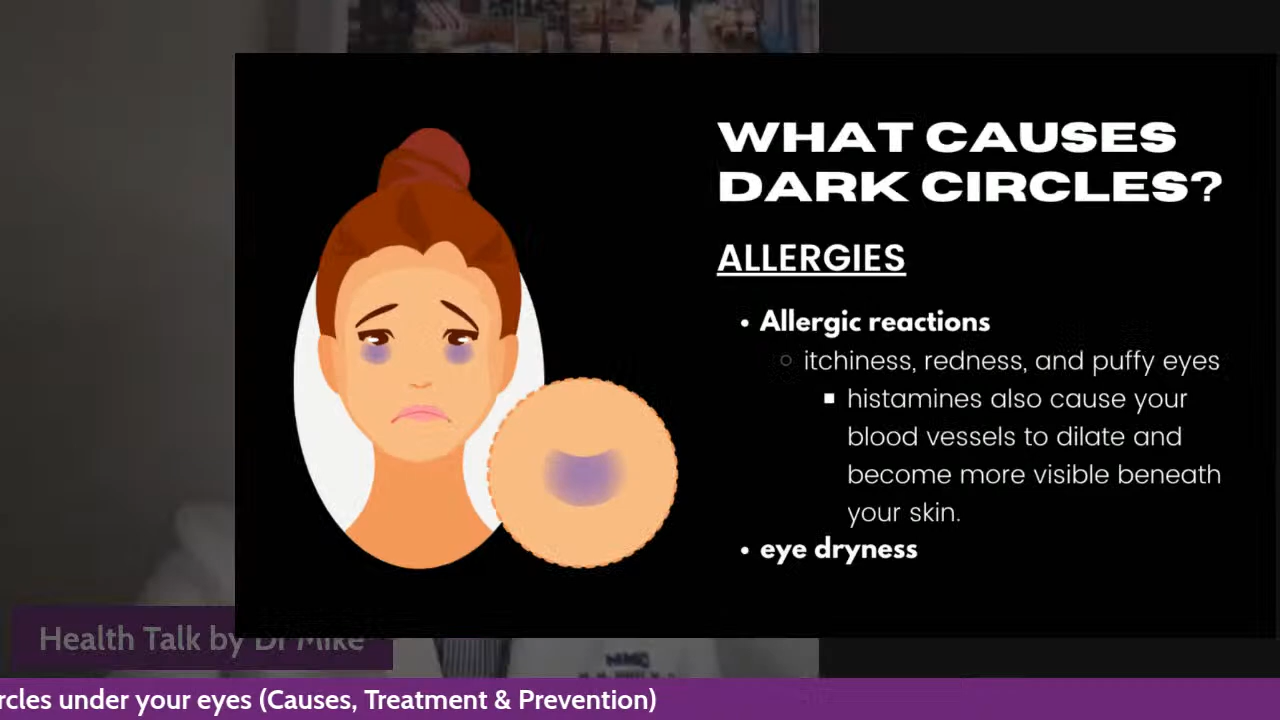 WHAT CAUSES
DARK CIRCLES?
ALLERGIES
• Allergic reactions
○ itchiness, redness, and puffy eyes
▪ histamines also cause your
blood vessels to dilate and
become more visible beneath
your skin.
• eye dryness
Health Talk by Dr Mike
rcles under your eyes (Causes, Treatment & Prevention)